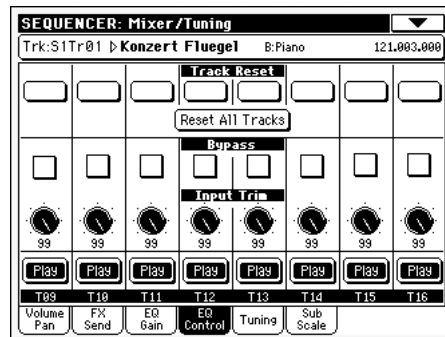 SEQUENCER: Mixer/Tuning
Trk:S1Tr01 ▷Konzert Fluegel B:Piano 121.003.000
Track Reset
Reset All Tracks
Bypass
Input Trim
99 99 99 99 99 99 99 99
Play Play Play Play Play Play Play Play
T09 T10 T11 T12 T13 T14 T15 T16
Volume Pan FX Send EQ Gain EQ Control Tuning Sub Scale